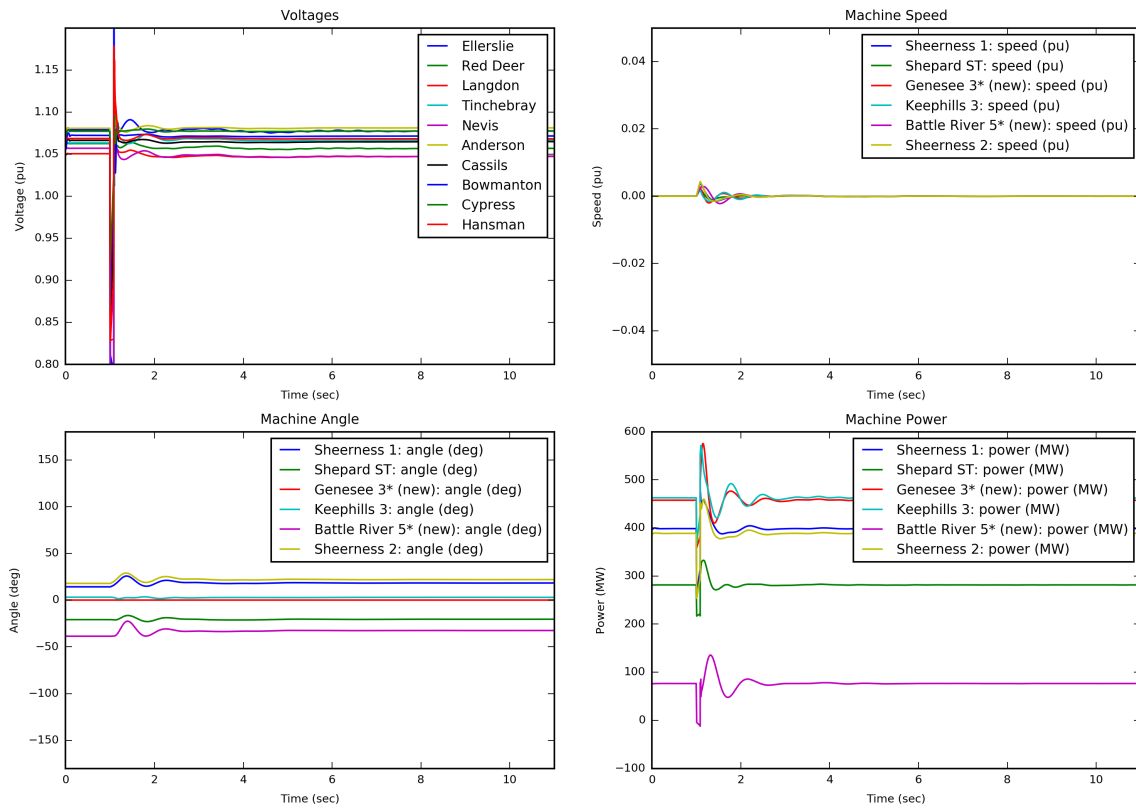 Voltages
1.15
1.10
1.05
1.00
0.95
0.90
0.85
0.80
Voltage (pu)
0
2
4
6
8
10
Time (sec)
Ellerslie
Red Deer
Langdon
Tinchebray
Nevis
Anderson
Cassils
Bowmanton
Cypress
Hansman
Machine Speed
0.04
0.02
0.00
−0.02
−0.04
Speed (pu)
0
2
4
6
8
10
Time (sec)
Sheerness 1: speed (pu)
Shepard ST: speed (pu)
Genesee 3* (new): speed (pu)
Keephills 3: speed (pu)
Battle River 5* (new): speed (pu)
Sheerness 2: speed (pu)
Machine Angle
150
100
50
0
−50
−100
−150
Angle (deg)
0
2
4
6
8
10
Time (sec)
Sheerness 1: angle (deg)
Shepard ST: angle (deg)
Genesee 3* (new): angle (deg)
Keephills 3: angle (deg)
Battle River 5* (new): angle (deg)
Sheerness 2: angle (deg)
Machine Power
600
500
400
300
200
100
0
−100
Power (MW)
0
2
4
6
8
10
Time (sec)
Sheerness 1: power (MW)
Shepard ST: power (MW)
Genesee 3* (new): power (MW)
Keephills 3: power (MW)
Battle River 5* (new): power (MW)
Sheerness 2: power (MW)